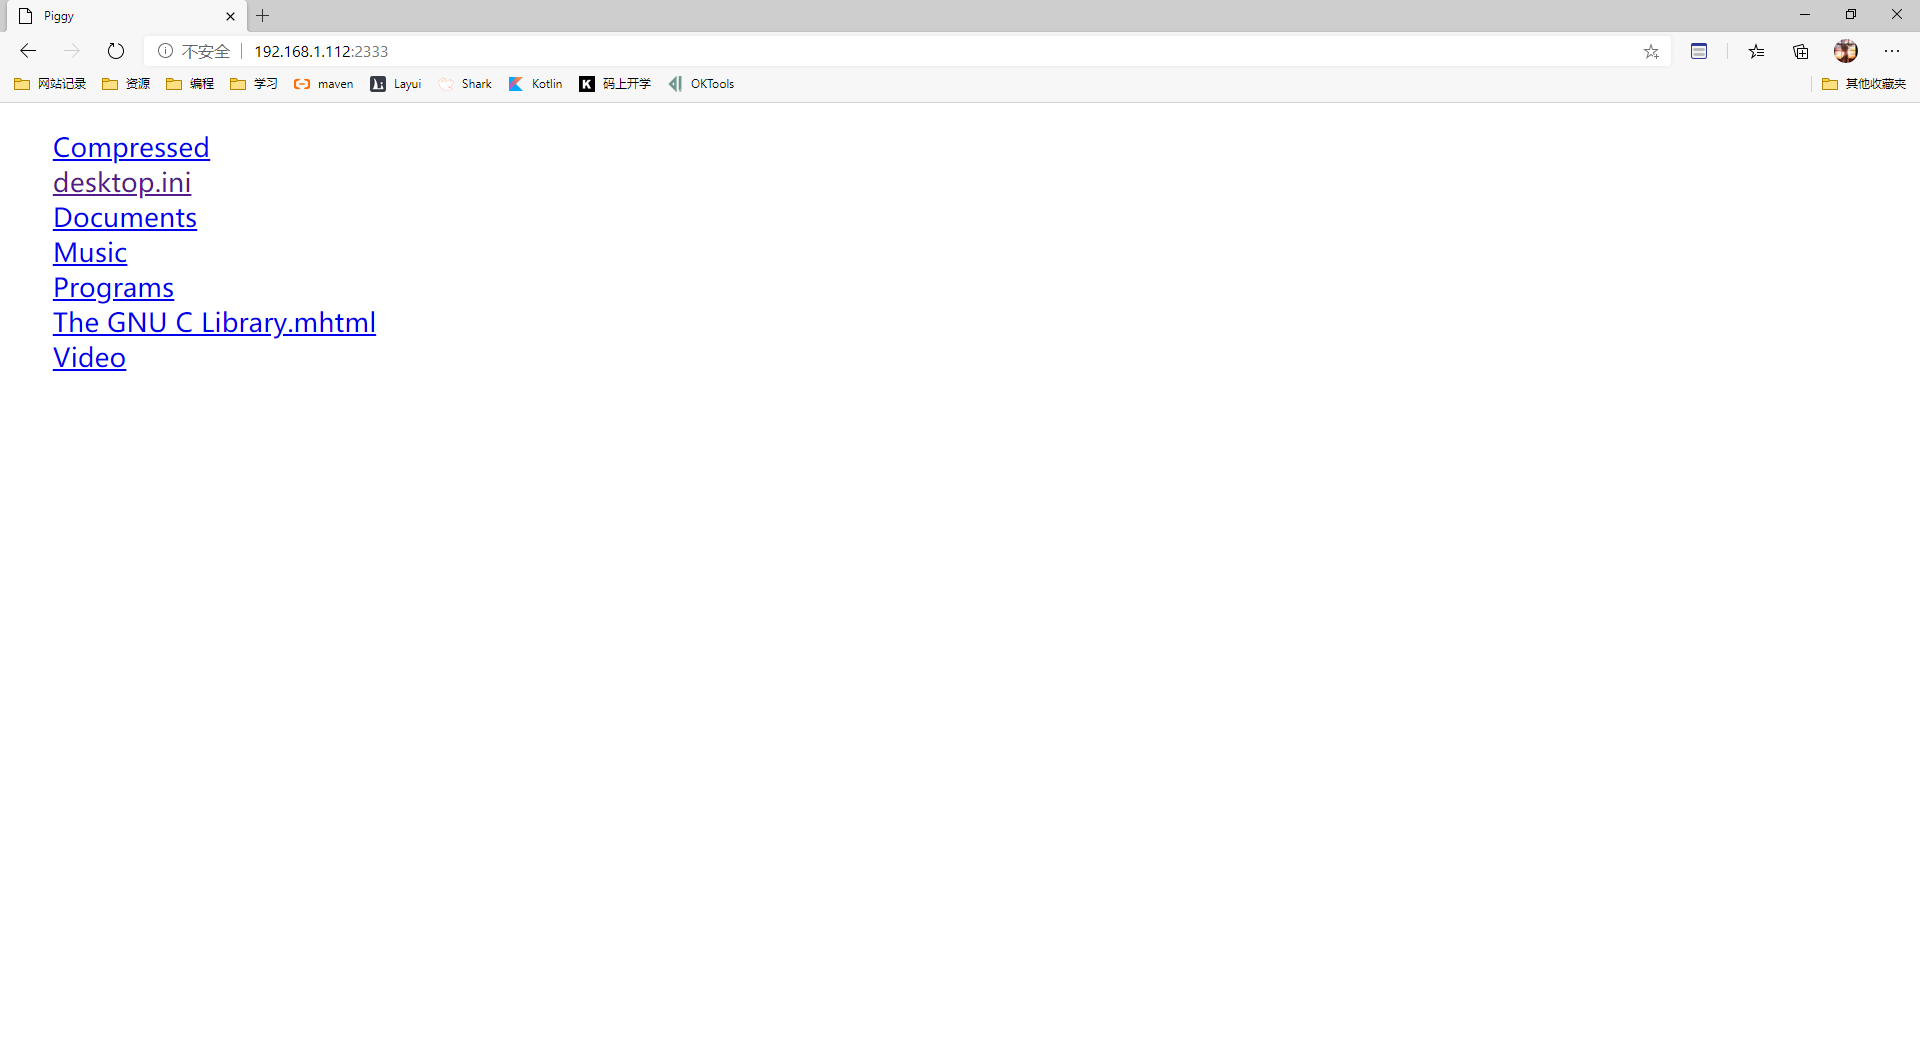 Piggy
不安全 192.168.1.112:2333
网站记录 资源 编程 学习 maven Layui Shark Kotlin 码上开学 OKTools 其他收藏夹
Compressed
desktop.ini
Documents
Music
Programs
The GNU C Library.mhtml
Video